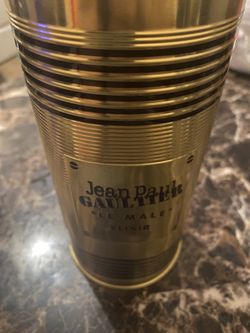 Jean Paul
GAULTIER
"LE MALE"
ELIXIR